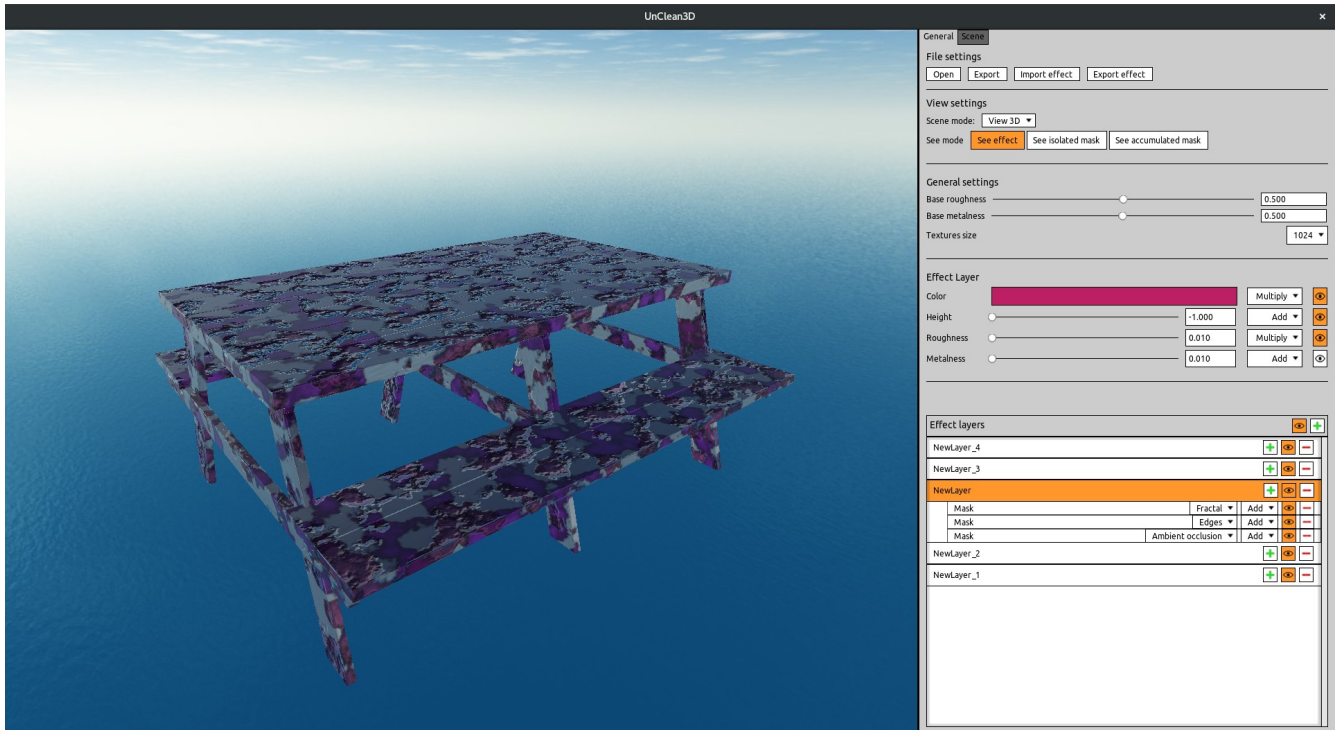 UnClean3D ×
General Scene
File settings
Open Export Import effect Export effect
View settings
Scene mode: View 3D
See mode See effect See isolated mask See accumulated mask
General settings
Base roughness 0.500
Base metalness 0.500
Textures size 1024
Effect Layer
Color Multiply
Height -1.000 Add
Roughness 0.010 Multiply
Metalness 0.010 Add
Effect layers
NewLayer_4
NewLayer_3
NewLayer
Mask Fractal Add
Mask Edges Add
Mask Ambient occlusion Add
NewLayer_2
NewLayer_1